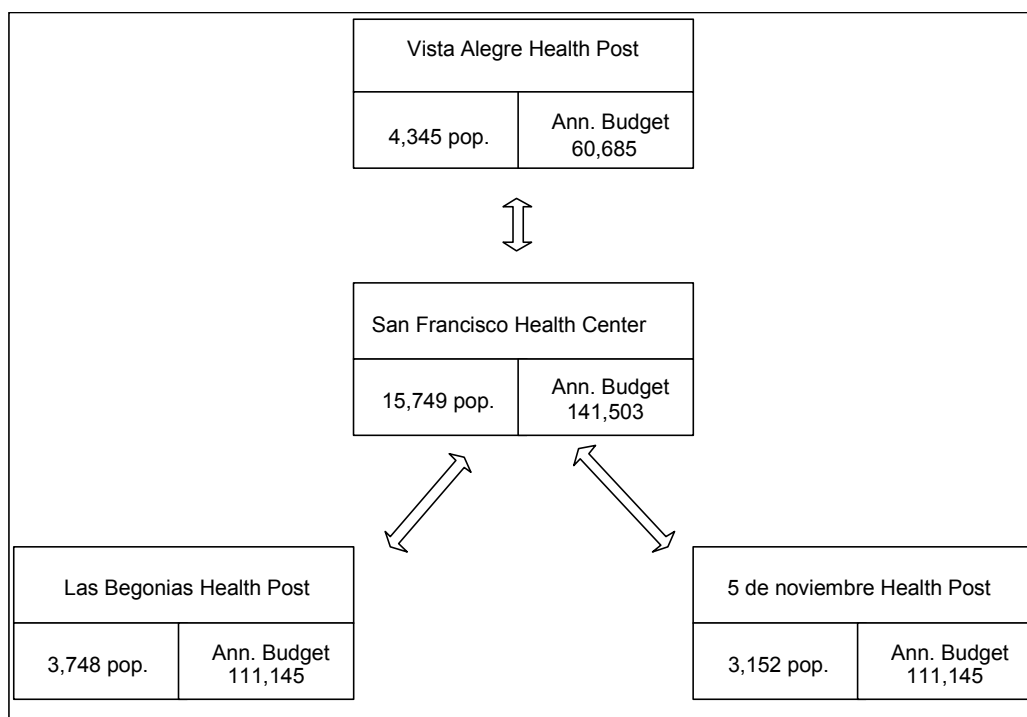 Vista Alegre Health Post
4,345 pop.
Ann. Budget
60,685
San Francisco Health Center
15,749 pop.
Ann. Budget
141,503
Las Begonias Health Post
3,748 pop.
Ann. Budget
111,145
5 de noviembre Health Post
3,152 pop.
Ann. Budget
111,145